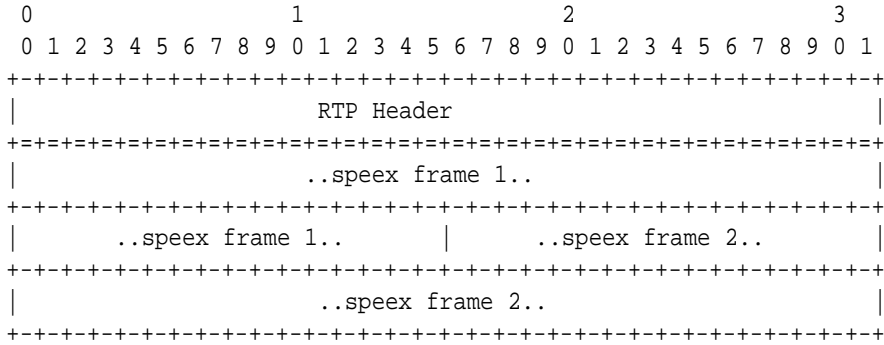 0                   1                   2                   3
 0 1 2 3 4 5 6 7 8 9 0 1 2 3 4 5 6 7 8 9 0 1 2 3 4 5 6 7 8 9 0 1
+-+-+-+-+-+-+-+-+-+-+-+-+-+-+-+-+-+-+-+-+-+-+-+-+-+-+-+-+-+-+-+-+
|                      RTP Header                               |
+=+=+=+=+=+=+=+=+=+=+=+=+=+=+=+=+=+=+=+=+=+=+=+=+=+=+=+=+=+=+=+=+
|                     ..speex frame 1..                         |
+-+-+-+-+-+-+-+-+-+-+-+-+-+-+-+-+-+-+-+-+-+-+-+-+-+-+-+-+-+-+-+-+
|       ..speex frame 1..       |      ..speex frame 2..        |
+-+-+-+-+-+-+-+-+-+-+-+-+-+-+-+-+-+-+-+-+-+-+-+-+-+-+-+-+-+-+-+-+
|                      ..speex frame 2..                        |
+-+-+-+-+-+-+-+-+-+-+-+-+-+-+-+-+-+-+-+-+-+-+-+-+-+-+-+-+-+-+-+-+